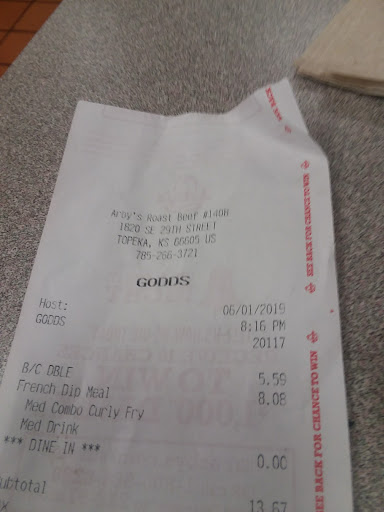 Arby's Roast Beef #1408
1820 SE 29TH STREET
TOPEKA, KS 66605 US
785-266-3721
GODDS
Host: 06/01/2019
GODDS 8:16 PM
20117
B/C DBLE 5.59
French Dip Meal 8.08
Med Combo Curly Fry
Med Drink
*** DINE IN *** 0.00
ubtotal 13.67
SEE BACK FOR CHANCE TO WIN
SEE BACK FOR CHANCE TO WIN